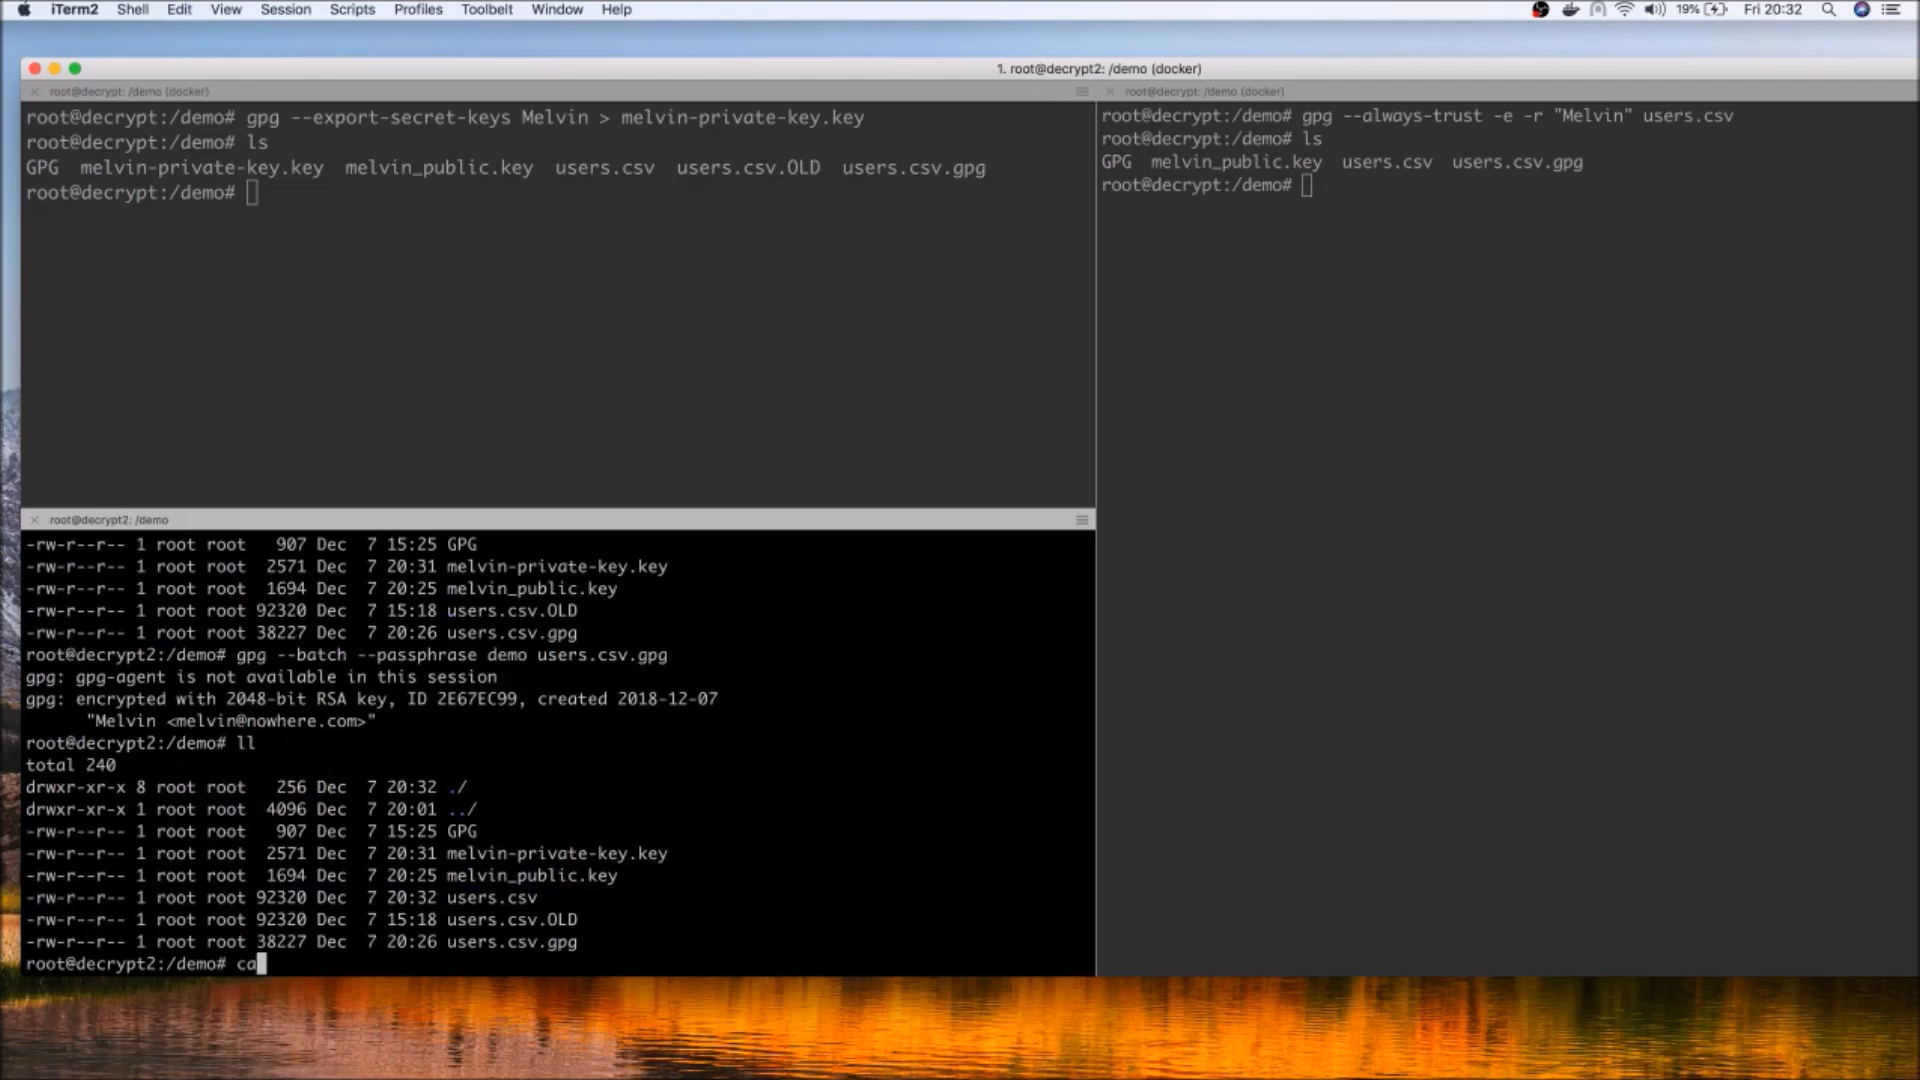 iTerm2 Shell Edit View Session Scripts Profiles Toolbelt Window Help 19% Fri 20:32
1. root@decrypt2: /demo (docker)
root@decrypt: /demo (docker)
root@decrypt:/demo# gpg --export-secret-keys Melvin > melvin-private-key.key
root@decrypt:/demo# ls
GPG melvin-private-key.key melvin_public.key users.csv users.csv.OLD users.csv.gpg
root@decrypt:/demo#
root@decrypt: /demo (docker)
root@decrypt:/demo# gpg --always-trust -e -r "Melvin" users.csv
root@decrypt:/demo# ls
GPG melvin_public.key users.csv users.csv.gpg
root@decrypt:/demo#
root@decrypt2: /demo
-rw-r--r-- 1 root root 907 Dec 7 15:25 GPG
-rw-r--r-- 1 root root 2571 Dec 7 20:31 melvin-private-key.key
-rw-r--r-- 1 root root 1694 Dec 7 20:25 melvin_public.key
-rw-r--r-- 1 root root 92320 Dec 7 15:18 users.csv.OLD
-rw-r--r-- 1 root root 38227 Dec 7 20:26 users.csv.gpg
root@decrypt2:/demo# gpg --batch --passphrase demo users.csv.gpg
gpg: gpg-agent is not available in this session
gpg: encrypted with 2048-bit RSA key, ID 2E67EC99, created 2018-12-07
"Melvin <melvin@nowhere.com>"
root@decrypt2:/demo# ll
total 240
drwxr-xr-x 8 root root 256 Dec 7 20:32 ./
drwxr-xr-x 1 root root 4096 Dec 7 20:01 ../
-rw-r--r-- 1 root root 907 Dec 7 15:25 GPG
-rw-r--r-- 1 root root 2571 Dec 7 20:31 melvin-private-key.key
-rw-r--r-- 1 root root 1694 Dec 7 20:25 melvin_public.key
-rw-r--r-- 1 root root 92320 Dec 7 20:32 users.csv
-rw-r--r-- 1 root root 92320 Dec 7 15:18 users.csv.OLD
-rw-r--r-- 1 root root 38227 Dec 7 20:26 users.csv.gpg
root@decrypt2:/demo# ca